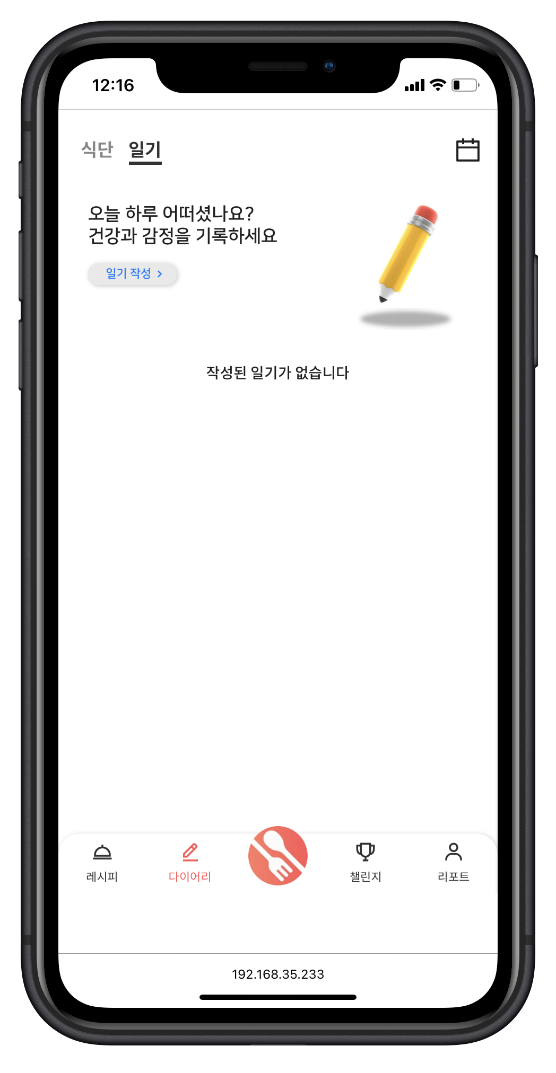 12:16
식단 일기
오늘 하루 어떠셨나요?
건강과 감정을 기록하세요
일기 작성 >
작성된 일기가 없습니다
레시피 다이어리 챌린지 리포트
192.168.35.233